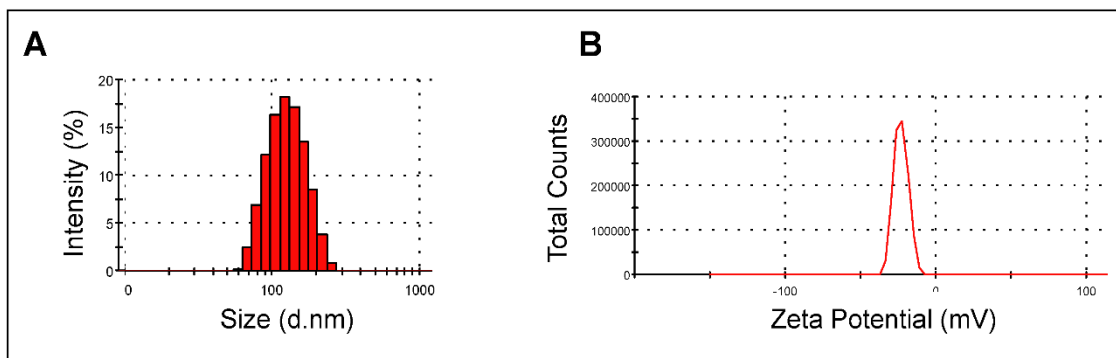 A
Intensity (%)
20
15
10
5
0
0 100 1000
Size (d.nm)
B
Total Counts
400000
300000
200000
100000
0
-100 0 100
Zeta Potential (mV)